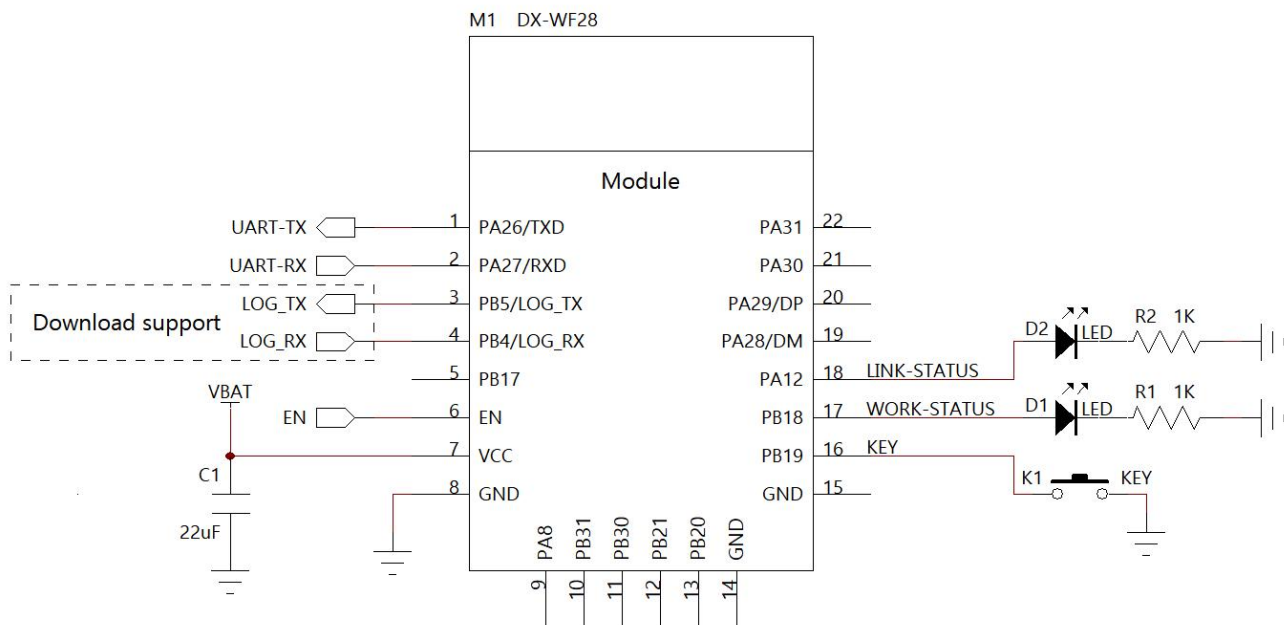 M1 DX-WF28
Module
UART-TX 1 PA26/TXD PA31 22
UART-RX 2 PA27/RXD PA30 21
LOG_TX 3 PB5/LOG_TX PA29/DP 20
Download support
LOG_RX 4 PB4/LOG_RX PA28/DM 19
D2 LED R2 1K
5 PB17 PA12 18 LINK-STATUS
VBAT
EN 6 EN PB18 17 WORK-STATUS D1 LED R1 1K
7 VCC PB19 16 KEY
C1
8 GND GND 15 K1 KEY
22uF
PA8 PB31 PB30 PB21 PB20 GND
9 10 11 12 13 14